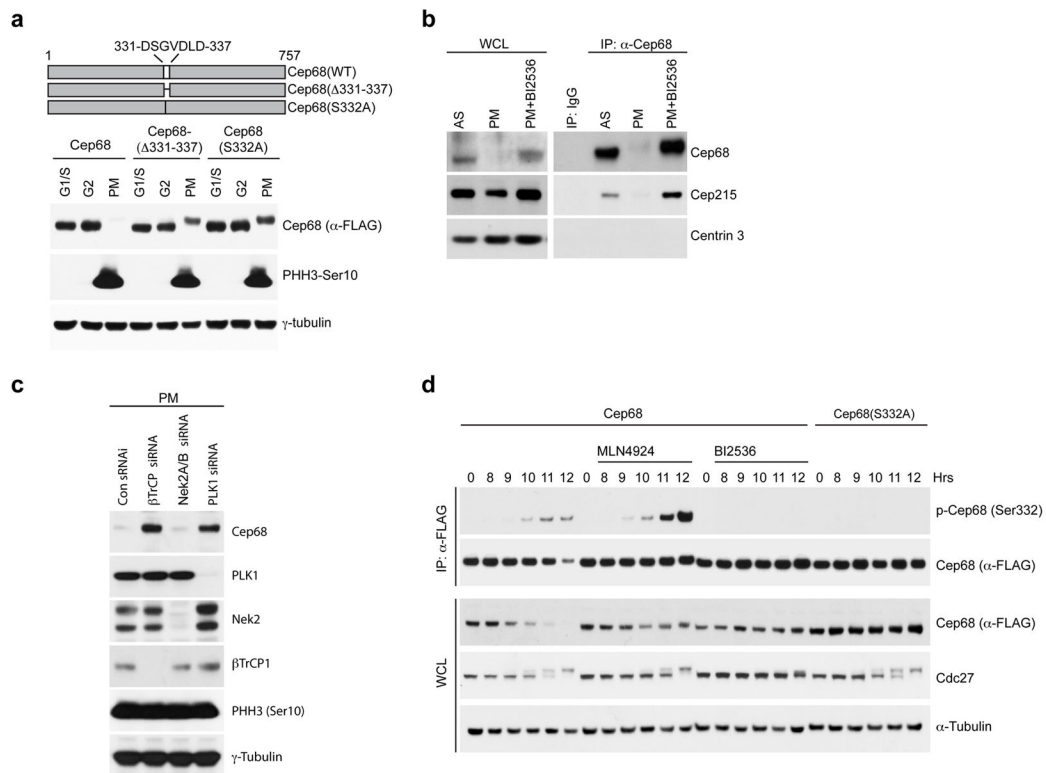 a
331-DSGVDLD-337
1 757
Cep68(WT)
Cep68(Δ331-337)
Cep68(S332A)
Cep68 Cep68-(Δ331-337) Cep68(S332A)
G1/S G2 PM G1/S G2 PM G1/S G2 PM
Cep68 (α-FLAG)
PHH3-Ser10
γ-tubulin
b
WCL IP: α-Cep68
AS PM PM+BI2536 IP: IgG AS PM PM+BI2536
Cep68
Cep215
Centrin 3
c
PM
Con sRNAi βTrCP siRNA Nek2A/B siRNA PLK1 siRNA
Cep68
PLK1
Nek2
βTrCP1
PHH3 (Ser10)
γ-Tubulin
d
Cep68 Cep68(S332A)
MLN4924 BI2536
0 8 9 10 11 12 0 8 9 10 11 12 0 8 9 10 11 12 0 8 9 10 11 12 Hrs
IP: α-FLAG
p-Cep68 (Ser332)
Cep68 (α-FLAG)
WCL
Cep68 (α-FLAG)
Cdc27
α-Tubulin